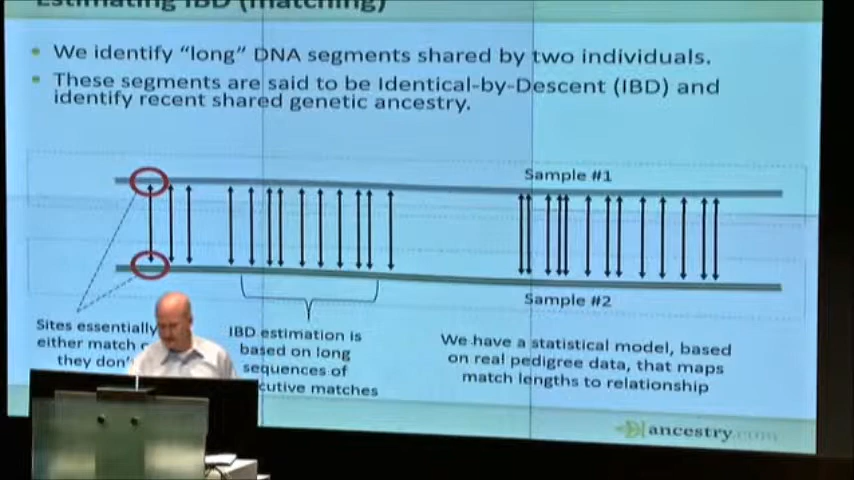 Estimating IBD (matching)
We identify “long” DNA segments shared by two individuals.
These segments are said to be Identical-by-Descent (IBD) and
identify recent shared genetic ancestry.
Sample #1
Sample #2
Sites essentially
either match
they don’
IBD estimation is
based on long
sequences of
cutive matches
We have a statistical model, based
on real pedigree data, that maps
match lengths to relationship
ancestry.com